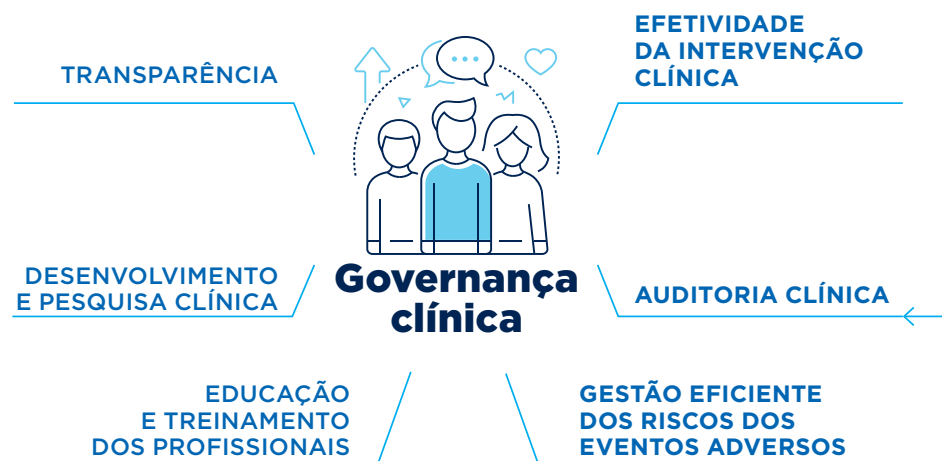 TRANSPARÊNCIA
EFETIVIDADE
DA INTERVENÇÃO
CLÍNICA
DESENVOLVIMENTO
E PESQUISA CLÍNICA
Governança
clínica
AUDITORIA CLÍNICA
EDUCAÇÃO
E TREINAMENTO
DOS PROFISSIONAIS
GESTÃO EFICIENTE
DOS RISCOS DOS
EVENTOS ADVERSOS